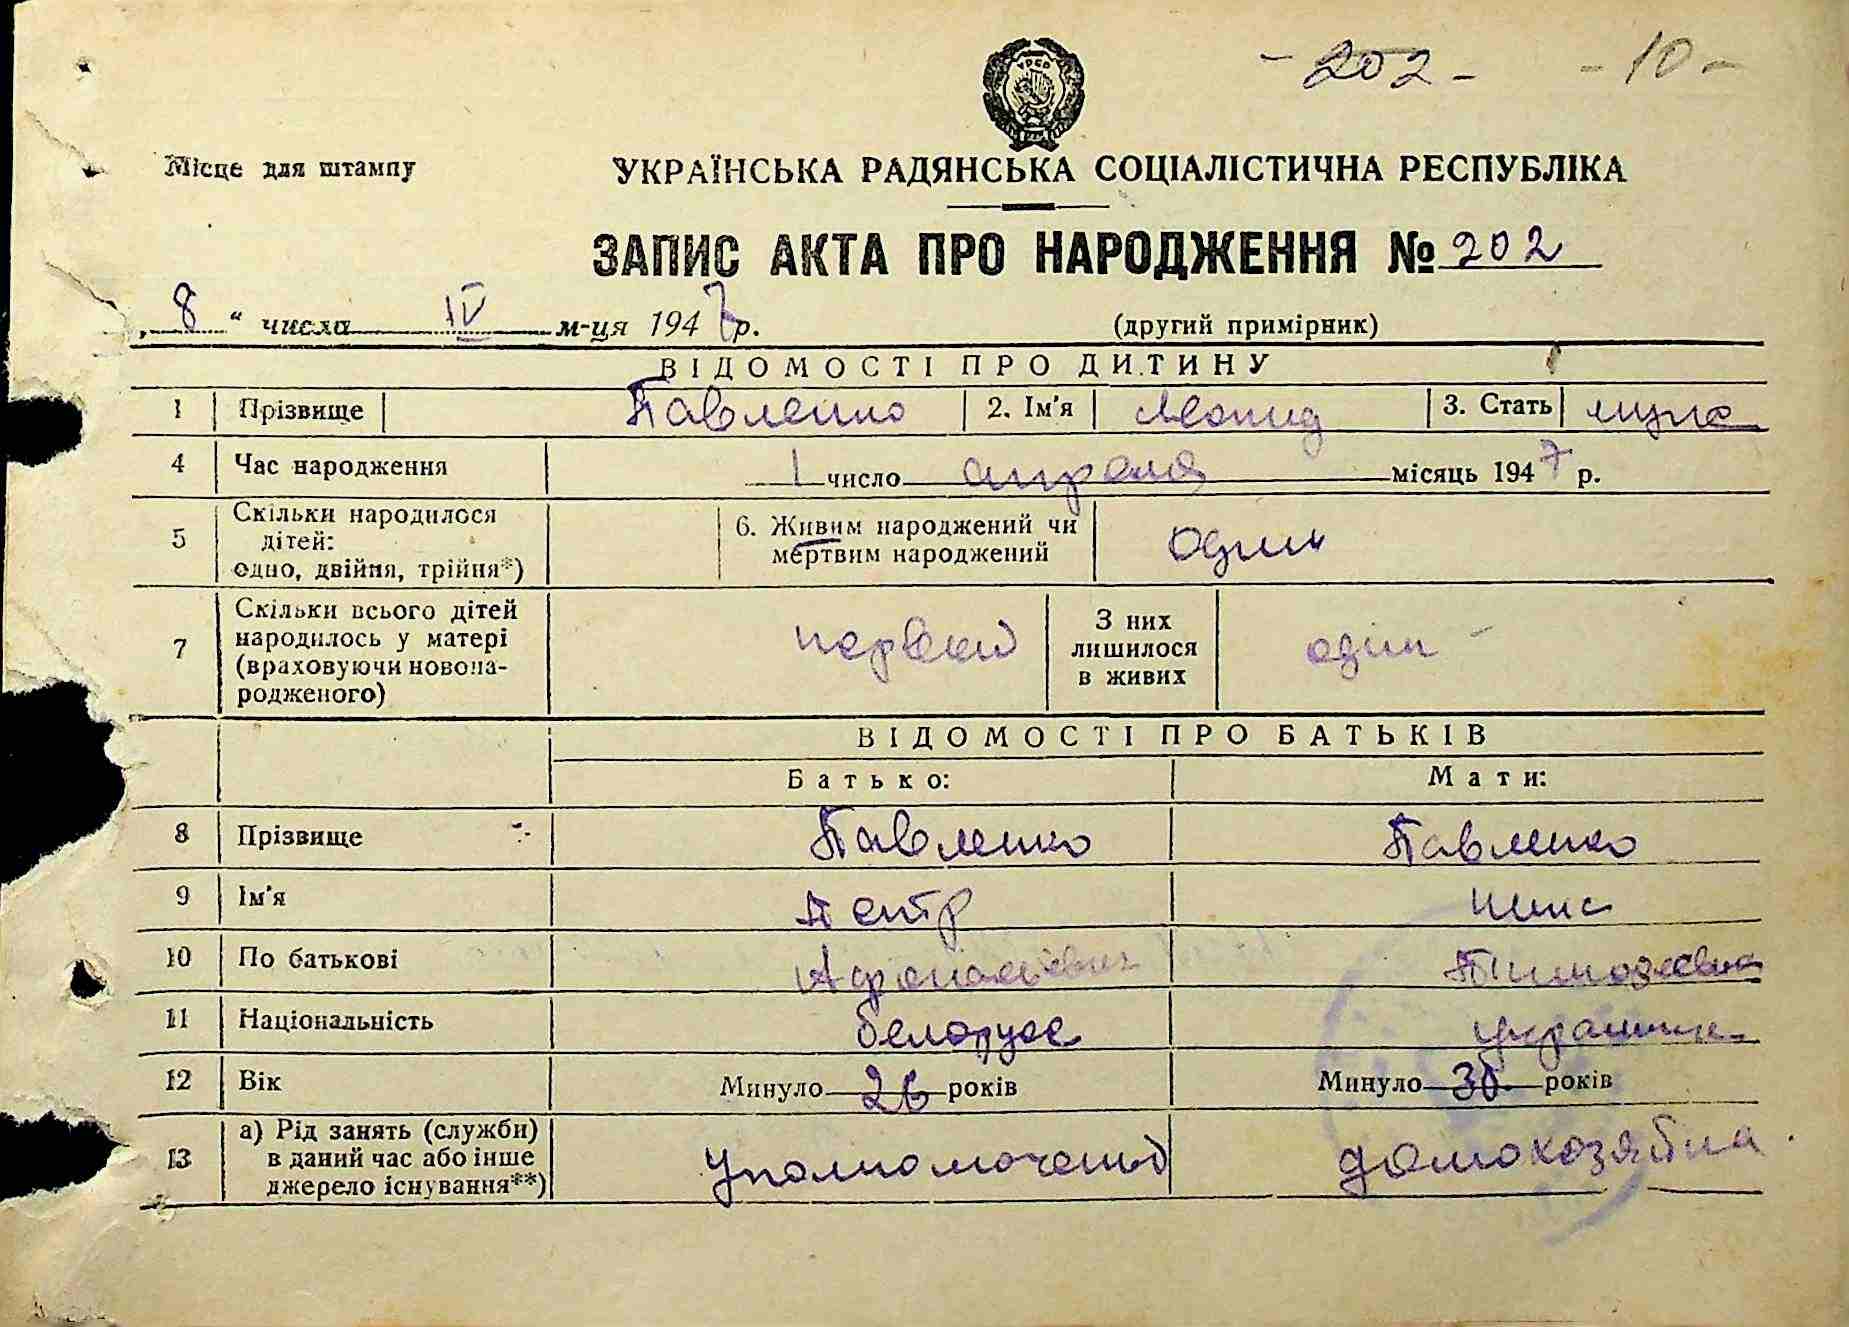 - 202 - - 10 -
УРСР
Місце для штампу
УКРАЇНСЬКА РАДЯНСЬКА СОЦІАЛІСТИЧНА РЕСПУБЛІКА
ЗАПИС АКТА ПРО НАРОДЖЕННЯ № 202
„ 8 “ числа IV м-ця 1947 р. (другий примірник)
ВІДОМОСТІ ПРО ДИТИНУ
1 Прізвище Павленко 2. Ім'я Леонид 3. Стать муж
4 Час народження 1 число апреля місяць 1947 р.
5 Скільки народилося дітей: одно, двійня, трійня*) 6. Живим народжений чи мертвим народжений один
7 Скільки всього дітей народилось у матері (враховуючи новонародженого) первый З них лишилося в живих один
ВІДОМОСТІ ПРО БАТЬКІВ
Батько: Мати:
8 Прізвище Павленко Павленко
9 Ім'я Петр Нина
10 По батькові Афанасьевич Тимофеевна
11 Національність белорус украинк
12 Вік Минуло 26 років Минуло 30 років
13 а) Рід занять (служби) в даний час або інше джерело існування**) уполномоченый домохозяйка